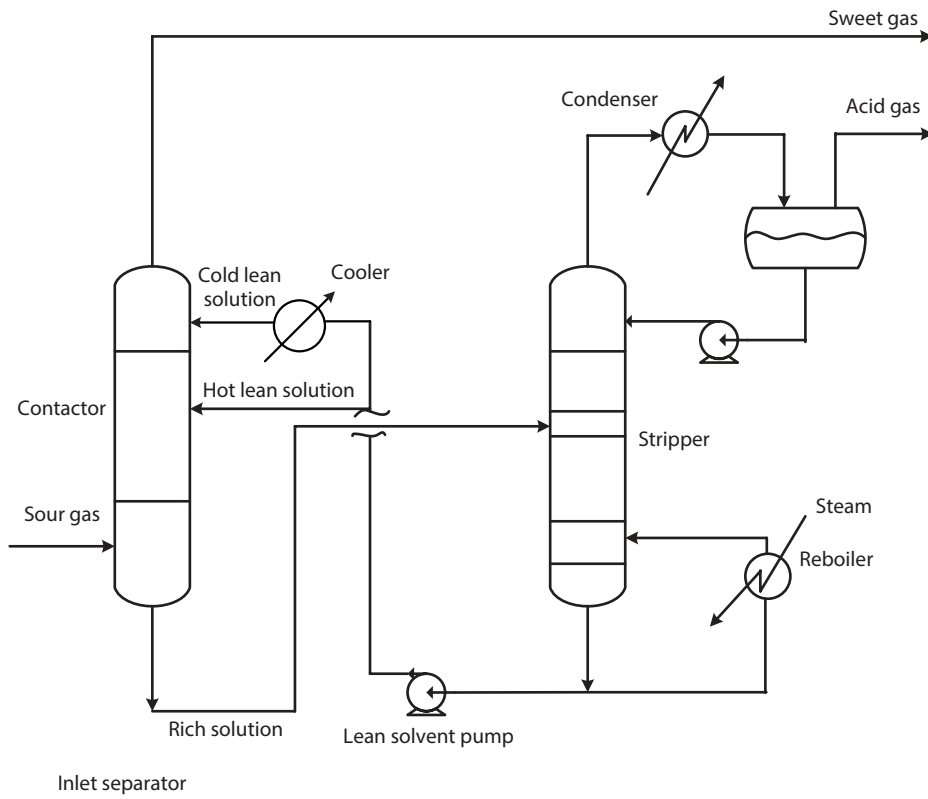 Sweet gas
Condenser
Acid gas
Cold lean
solution
Cooler
Hot lean solution
Contactor
Stripper
Sour gas
Steam
Reboiler
Rich solution
Lean solvent pump
Inlet separator